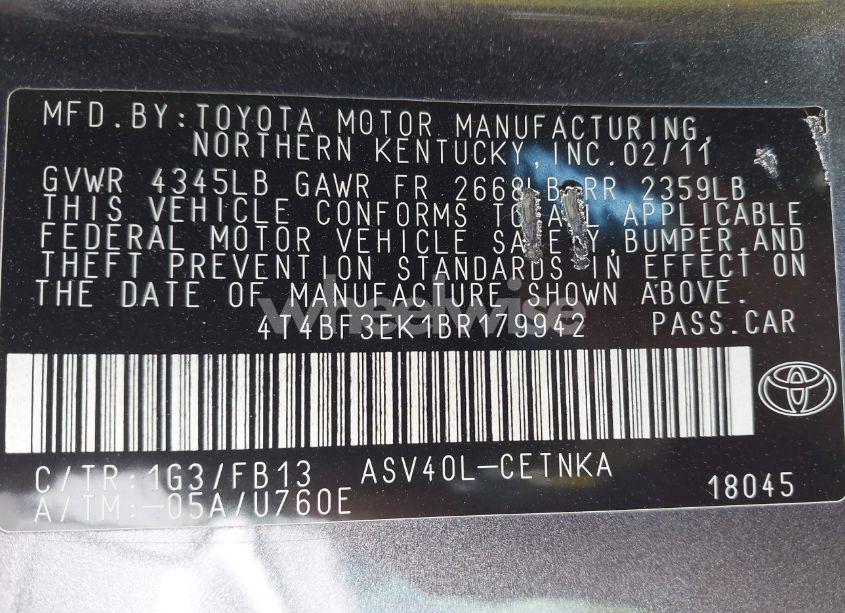 MFD.BY:TOYOTA MOTOR MANUFACTURING,
NORTHERN KENTUCKY,INC.02/11
GVWR 4345LB GAWR FR 2668LB RR 2359LB
THIS VEHICLE CONFORMS TO ALL APPLICABLE
FEDERAL MOTOR VEHICLE SAFETY,BUMPER,AND
THEFT PREVENTION STANDARDS IN EFFECT ON
THE DATE OF MANUFACTURE SHOWN ABOVE.
wheelwise
4T4BF3EK1BR179942 PASS.CAR
C/TR:1G3/FB13 ASV40L-CETNKA
A/TM:-05A/U760E 18045